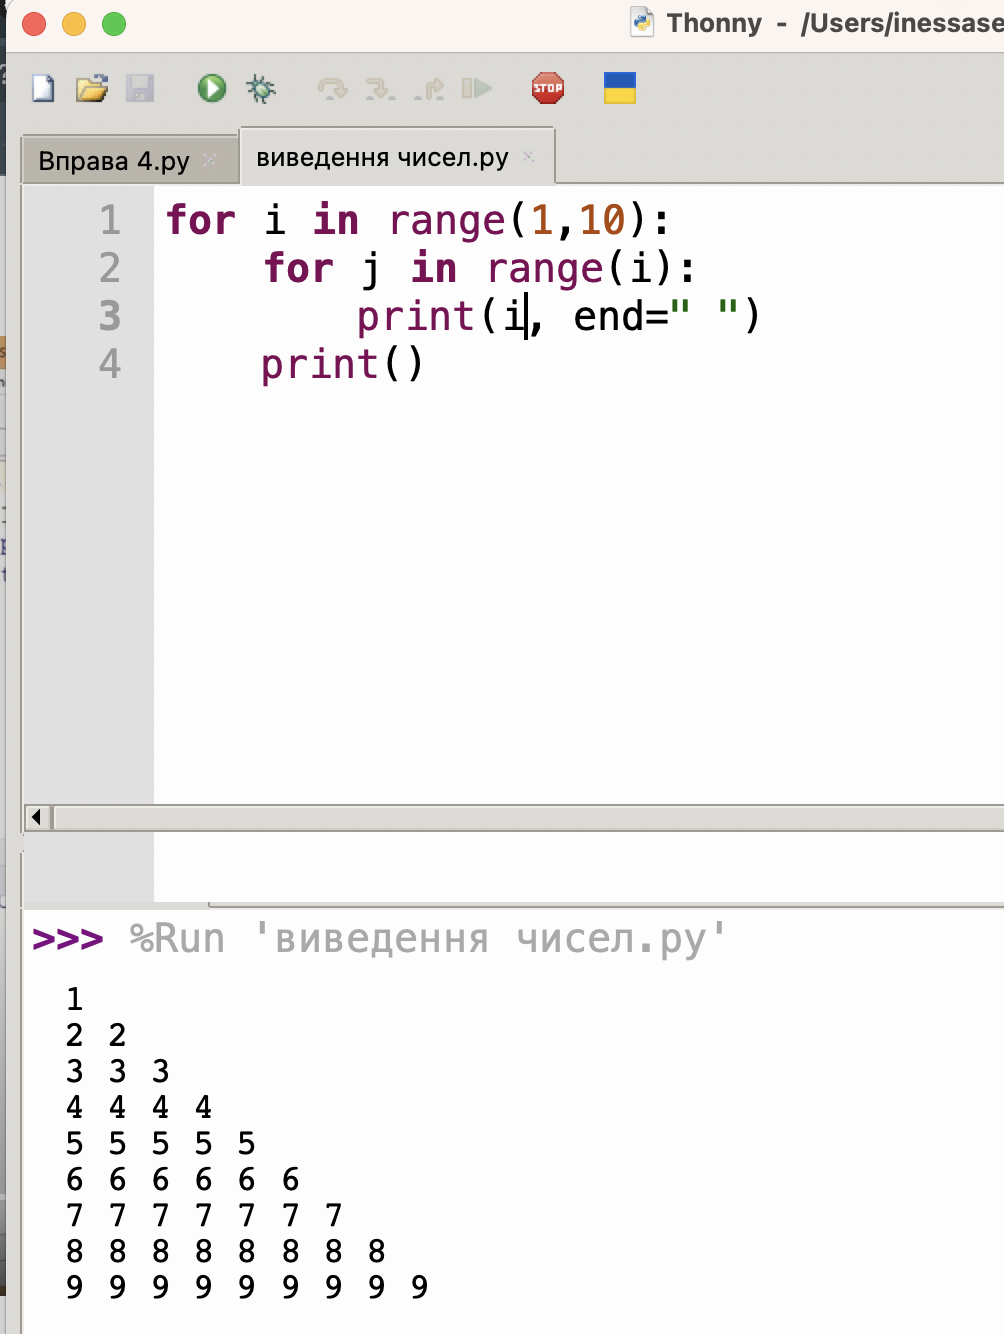 Thonny - /Users/inessase
STOP
Вправа 4.py
виведення чисел.py
1 for i in range(1,10):
2     for j in range(i):
3         print(i, end=" ")
4     print()
>>> %Run 'виведення чисел.py'
1
2 2
3 3 3
4 4 4 4
5 5 5 5 5
6 6 6 6 6 6
7 7 7 7 7 7 7
8 8 8 8 8 8 8 8
9 9 9 9 9 9 9 9 9